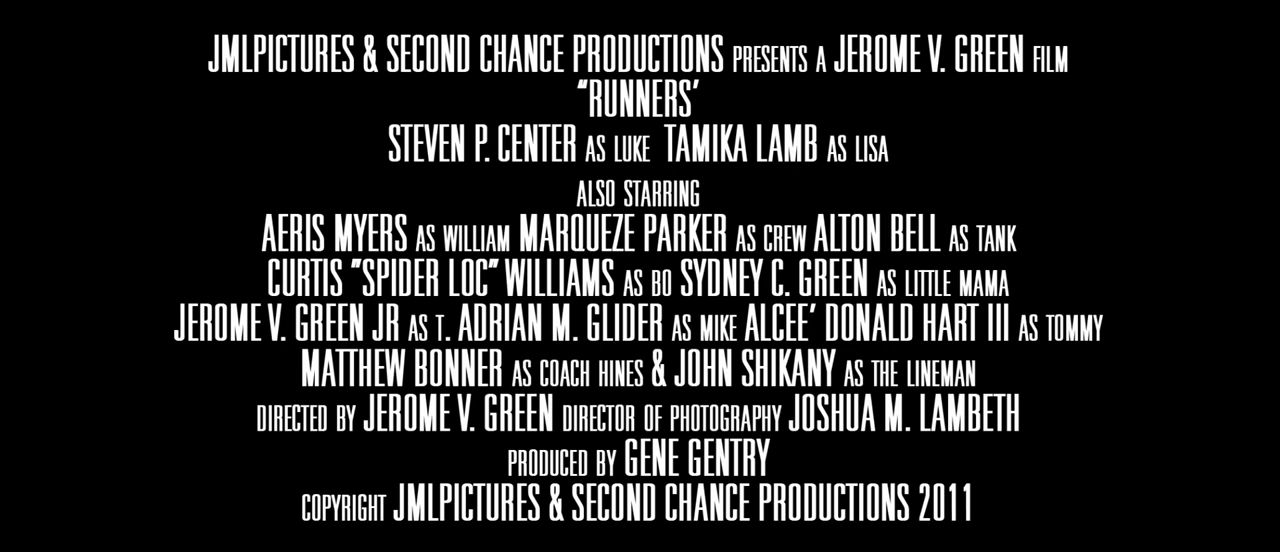 JMLPICTURES & SECOND CHANCE PRODUCTIONS PRESENTS A JEROME V. GREEN FILM
“RUNNERS’
STEVEN P. CENTER AS LUKE TAMIKA LAMB AS LISA
ALSO STARRING
AERIS MYERS AS WILLIAM MARQUEZE PARKER AS CREW ALTON BELL AS TANK
CURTIS "SPIDER LOC" WILLIAMS AS BO SYDNEY C. GREEN AS LITTLE MAMA
JEROME V. GREEN JR AS T. ADRIAN M. GLIDER AS MIKE ALCEE’ DONALD HART III AS TOMMY
MATTHEW BONNER AS COACH HINES & JOHN SHIKANY AS THE LINEMAN
DIRECTED BY JEROME V. GREEN DIRECTOR OF PHOTOGRAPHY JOSHUA M. LAMBETH
PRODUCED BY GENE GENTRY
COPYRIGHT JMLPICTURES & SECOND CHANCE PRODUCTIONS 2011